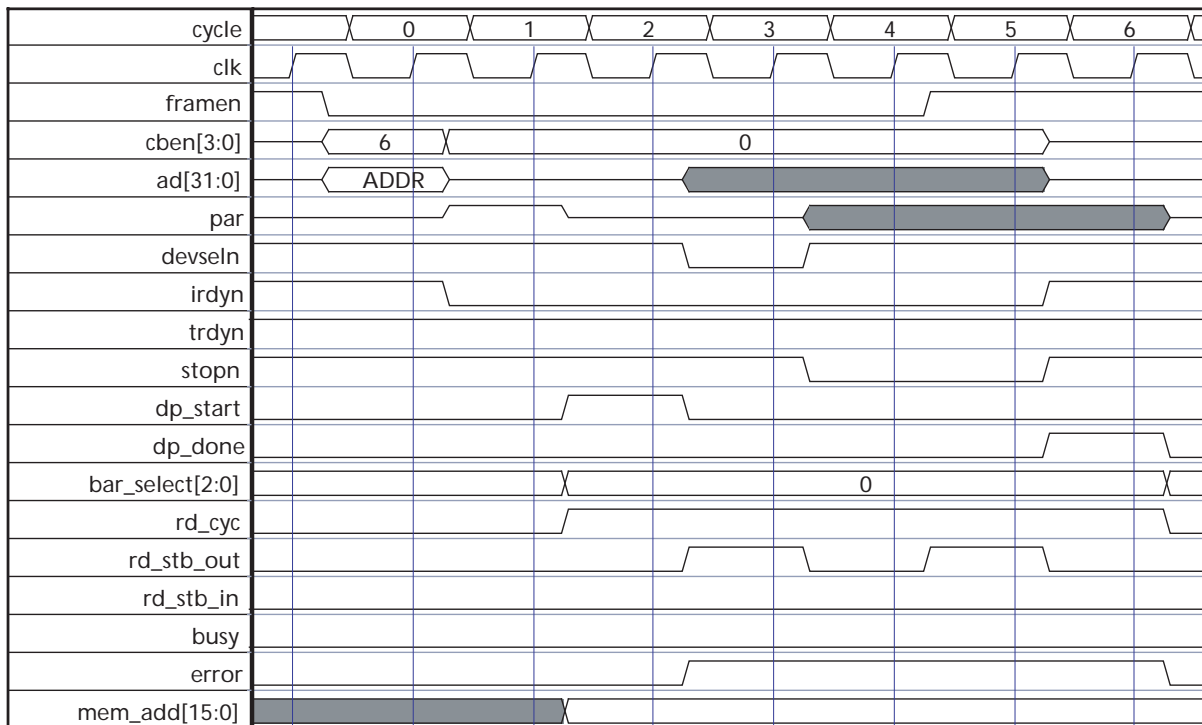 cycle 0 1 2 3 4 5 6
clk
framen
cben[3:0] 6 0
ad[31:0] ADDR
par
devseln
irdyn
trdyn
stopn
dp_start
dp_done
bar_select[2:0] 0
rd_cyc
rd_stb_out
rd_stb_in
busy
error
mem_add[15:0]